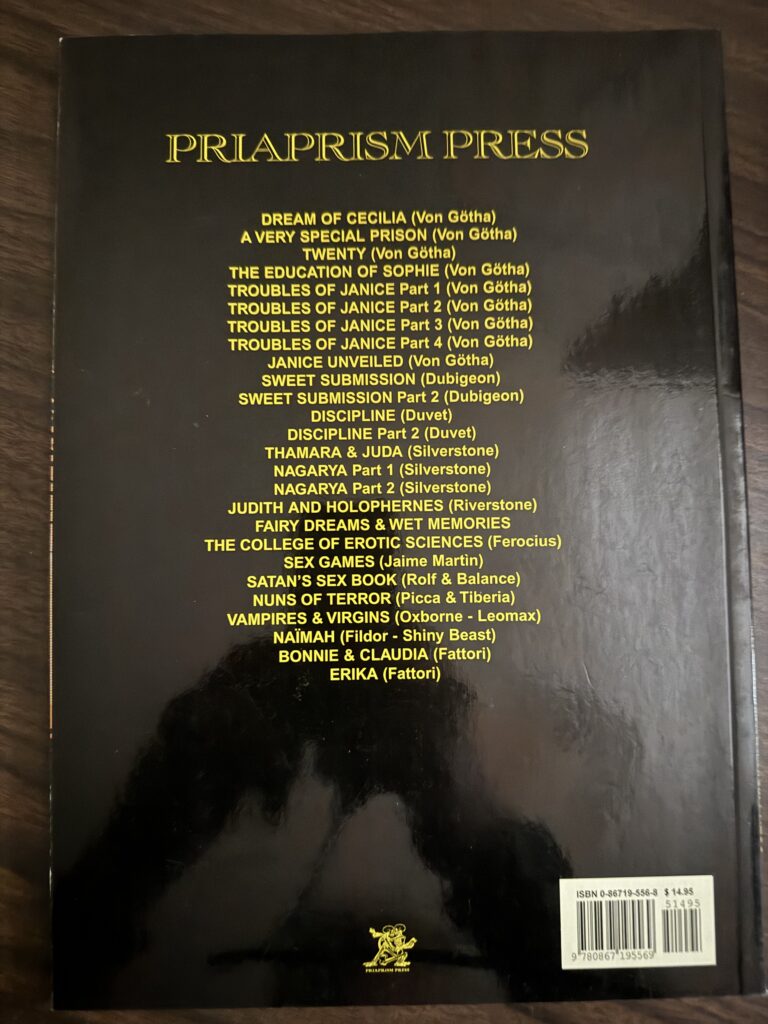 PRIAPRISM PRESS
DREAM OF CECILIA (Von Götha)
A VERY SPECIAL PRISON (Von Götha)
TWENTY (Von Götha)
THE EDUCATION OF SOPHIE (Von Götha)
TROUBLES OF JANICE Part 1 (Von Götha)
TROUBLES OF JANICE Part 2 (Von Götha)
TROUBLES OF JANICE Part 3 (Von Götha)
TROUBLES OF JANICE Part 4 (Von Götha)
JANICE UNVEILED (Von Götha)
SWEET SUBMISSION (Dubigeon)
SWEET SUBMISSION Part 2 (Dubigeon)
DISCIPLINE (Duvet)
DISCIPLINE Part 2 (Duvet)
THAMARA & JUDA (Silverstone)
NAGARYA Part 1 (Silverstone)
NAGARYA Part 2 (Silverstone)
JUDITH AND HOLOPHERNES (Riverstone)
FAIRY DREAMS & WET MEMORIES
THE COLLEGE OF EROTIC SCIENCES (Ferocius)
SEX GAMES (Jaime Martìn)
SATAN'S SEX BOOK (Rolf & Balance)
NUNS OF TERROR (Picca & Tiberia)
VAMPIRES & VIRGINS (Oxborne - Leomax)
NAÏMAH (Fildor - Shiny Beast)
BONNIE & CLAUDIA (Fattori)
ERIKA (Fattori)
ISBN 0-86719-556-8 $ 14.95
51495
9 780867 195569
PRIAPRISM PRESS